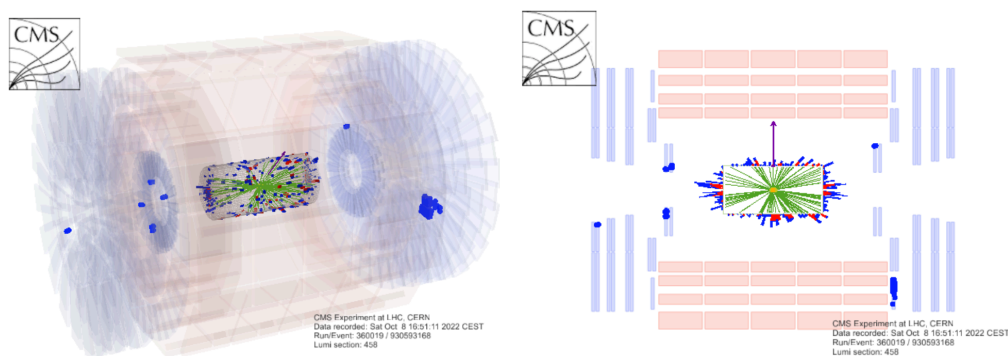 CMS
CMS
CMS Experiment at LHC, CERN
Data recorded: Sat Oct 8 16:51:11 2022 CEST
Run/Event: 360019 / 930593168
Lumi section: 458
CMS Experiment at LHC, CERN
Data recorded: Sat Oct 8 16:51:11 2022 CEST
Run/Event: 360019 / 930593168
Lumi section: 458